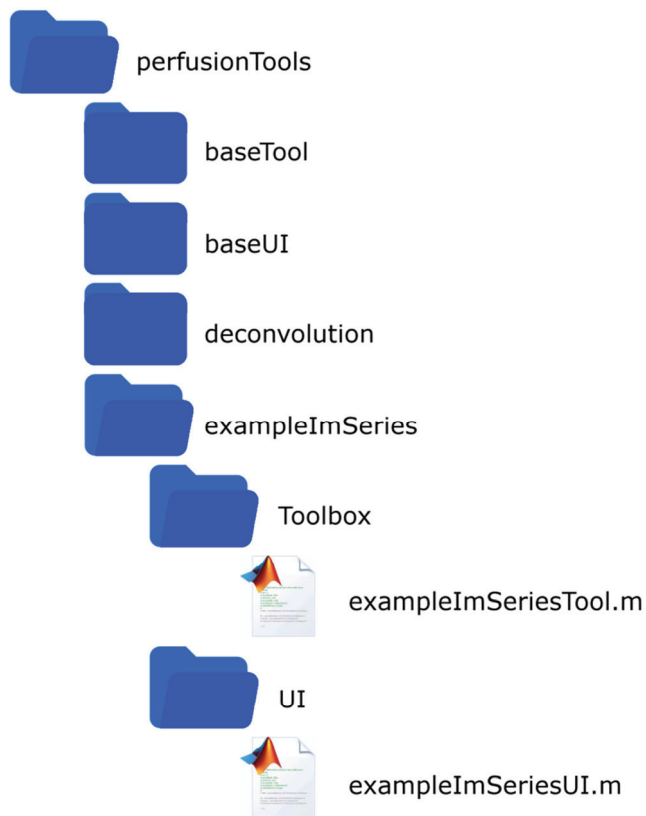 perfusionTools
baseTool
baseUI
deconvolution
exampleImSeries
Toolbox
exampleImSeriesTool.m
UI
exampleImSeriesUI.m